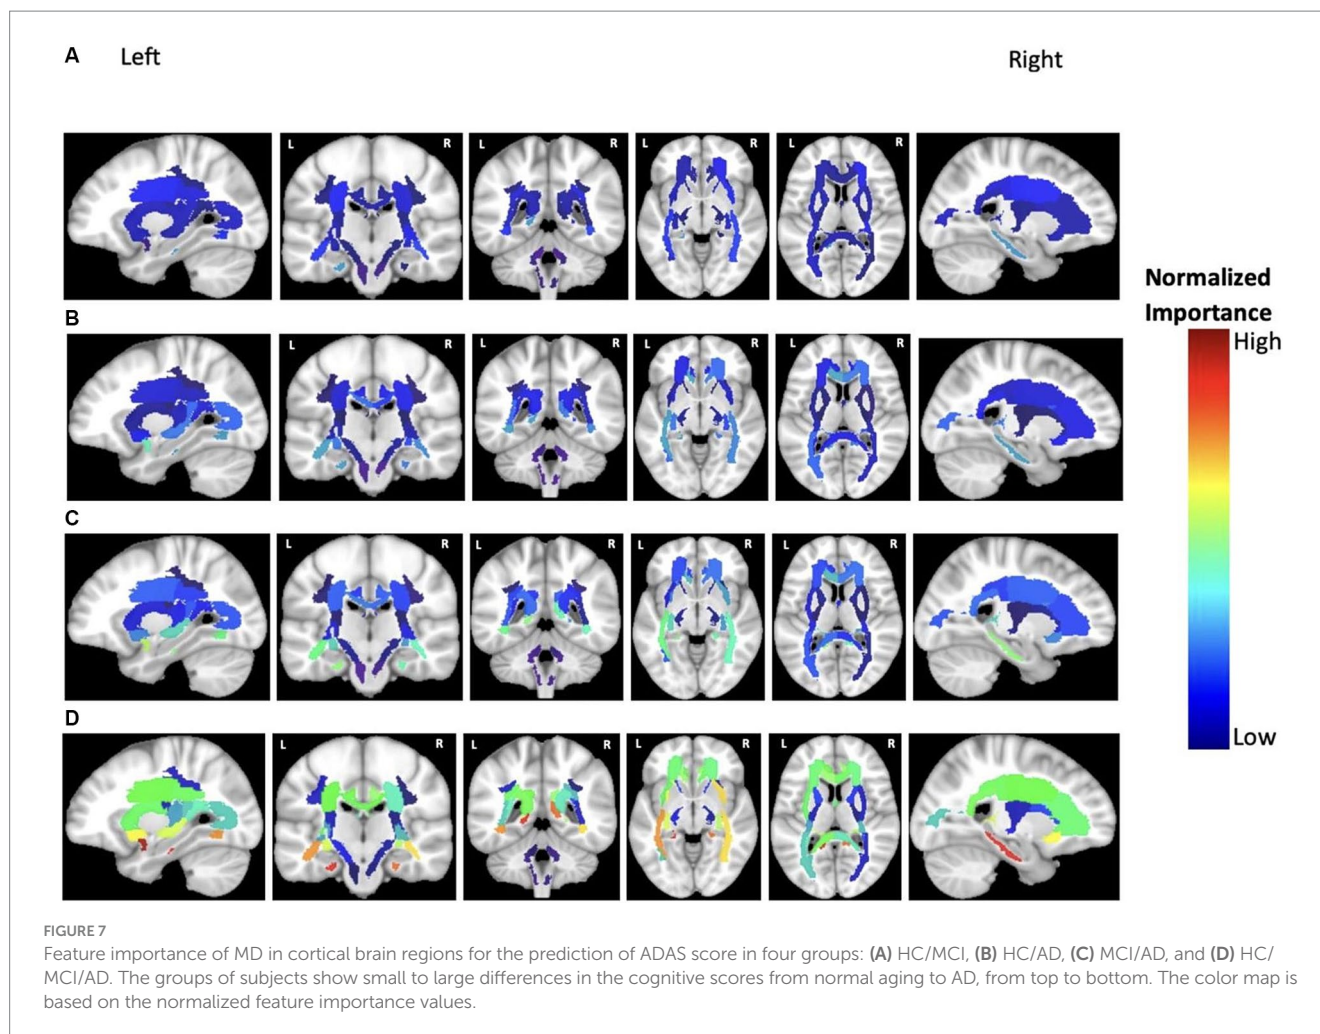 A Left Right
L R L R L R L R
Normalized
Importance
High
Low
B
L R L R L R L R
C
L R L R L R L R
D
L R L R L R L R
FIGURE 7
Feature importance of MD in cortical brain regions for the prediction of ADAS score in four groups: (A) HC/MCI, (B) HC/AD, (C) MCI/AD, and (D) HC/
MCI/AD. The groups of subjects show small to large differences in the cognitive scores from normal aging to AD, from top to bottom. The color map is
based on the normalized feature importance values.